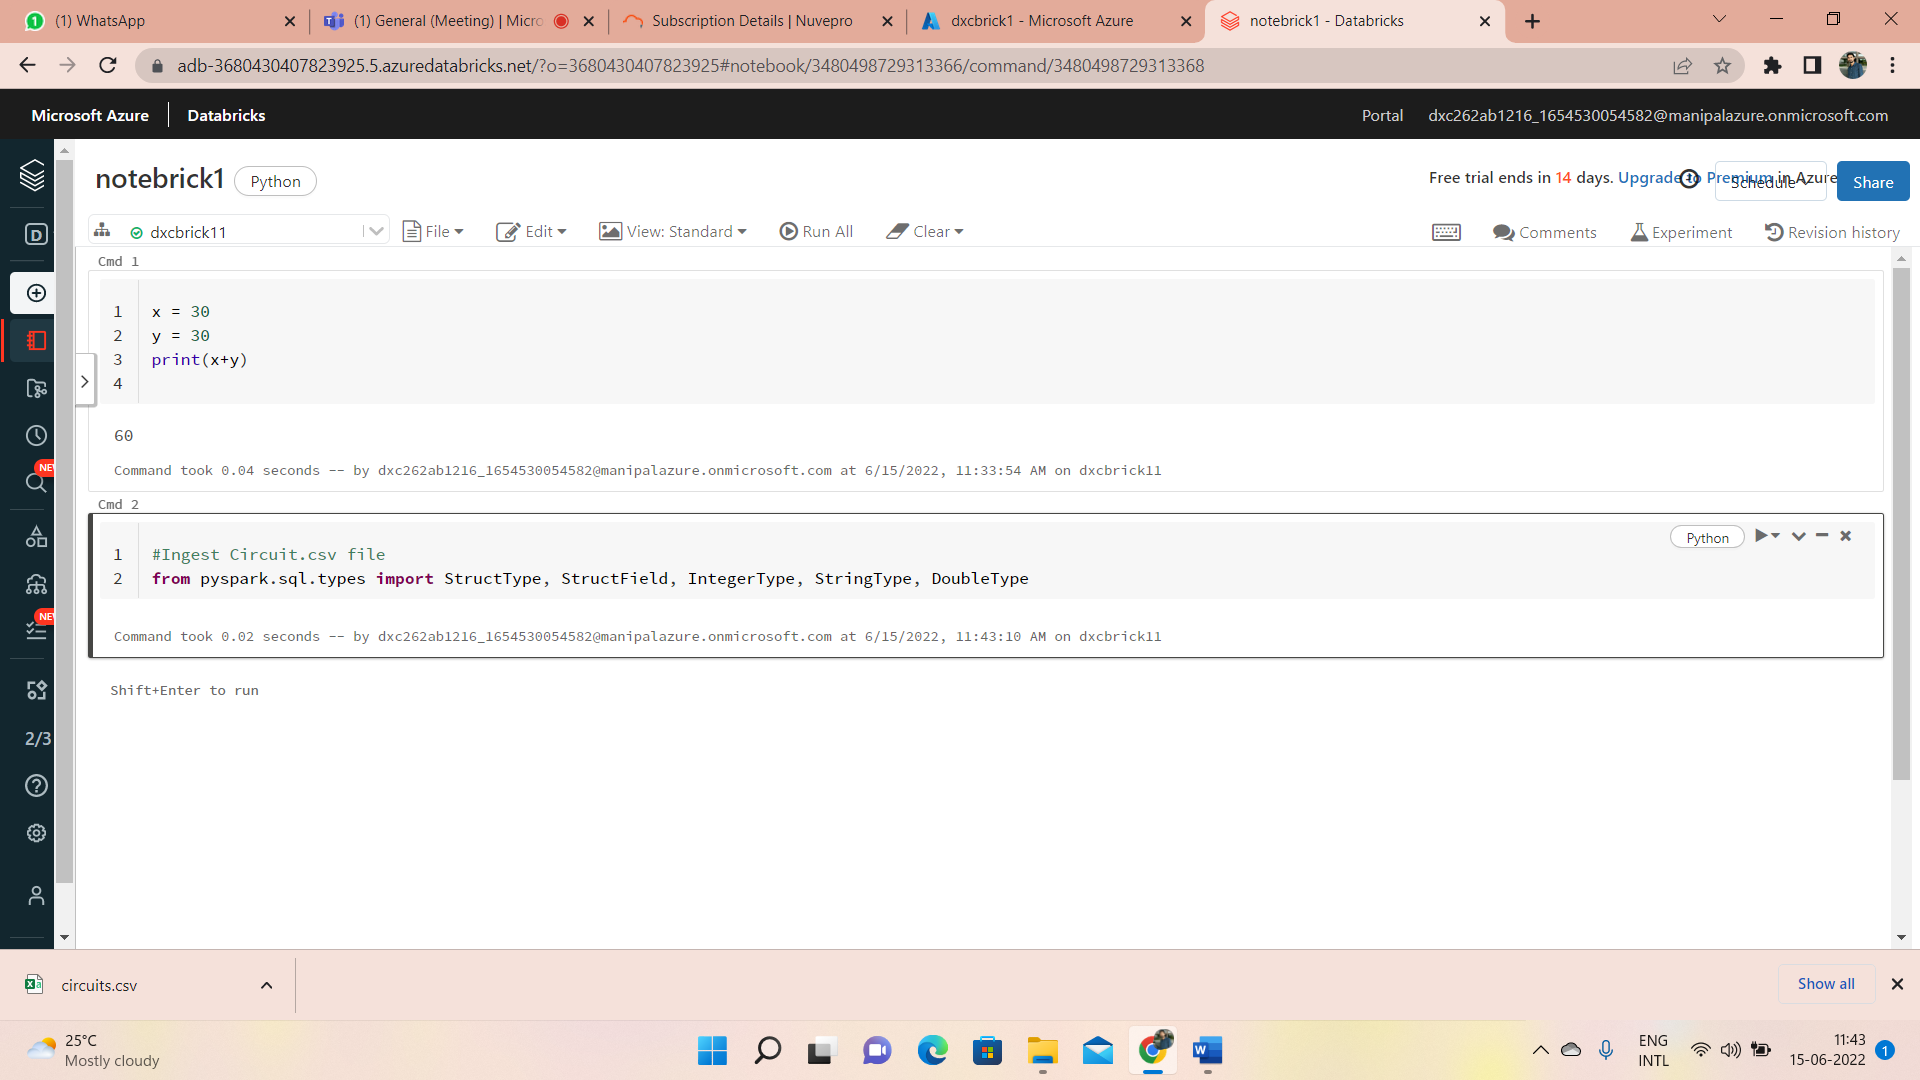 (1) WhatsApp
(1) General (Meeting) | Micro
Subscription Details | Nuvepro
dxcbrick1 - Microsoft Azure
notebrick1 - Databricks
adb-3680430407823925.5.azuredatabricks.net/?o=3680430407823925#notebook/3480498729313366/command/3480498729313368
Microsoft Azure
Databricks
Portal
dxc262ab1216_1654530054582@manipalazure.onmicrosoft.com
notebrick1
Python
Free trial ends in 14 days. Upgrade to Premium in Azure
Schedule
Share
dxcbrick11
File
Edit
View: Standard
Run All
Clear
Comments
Experiment
Revision history
Cmd 1
1 x = 30
2 y = 30
3 print(x+y)
4
60
Command took 0.04 seconds -- by dxc262ab1216_1654530054582@manipalazure.onmicrosoft.com at 6/15/2022, 11:33:54 AM on dxcbrick11
Cmd 2
Python
1 #Ingest Circuit.csv file
2 from pyspark.sql.types import StructType, StructField, IntegerType, StringType, DoubleType
Command took 0.02 seconds -- by dxc262ab1216_1654530054582@manipalazure.onmicrosoft.com at 6/15/2022, 11:43:10 AM on dxcbrick11
Shift+Enter to run
D
NEW
NEW
2/3
circuits.csv
Show all
25°C
Mostly cloudy
ENG
INTL
11:43
15-06-2022
1